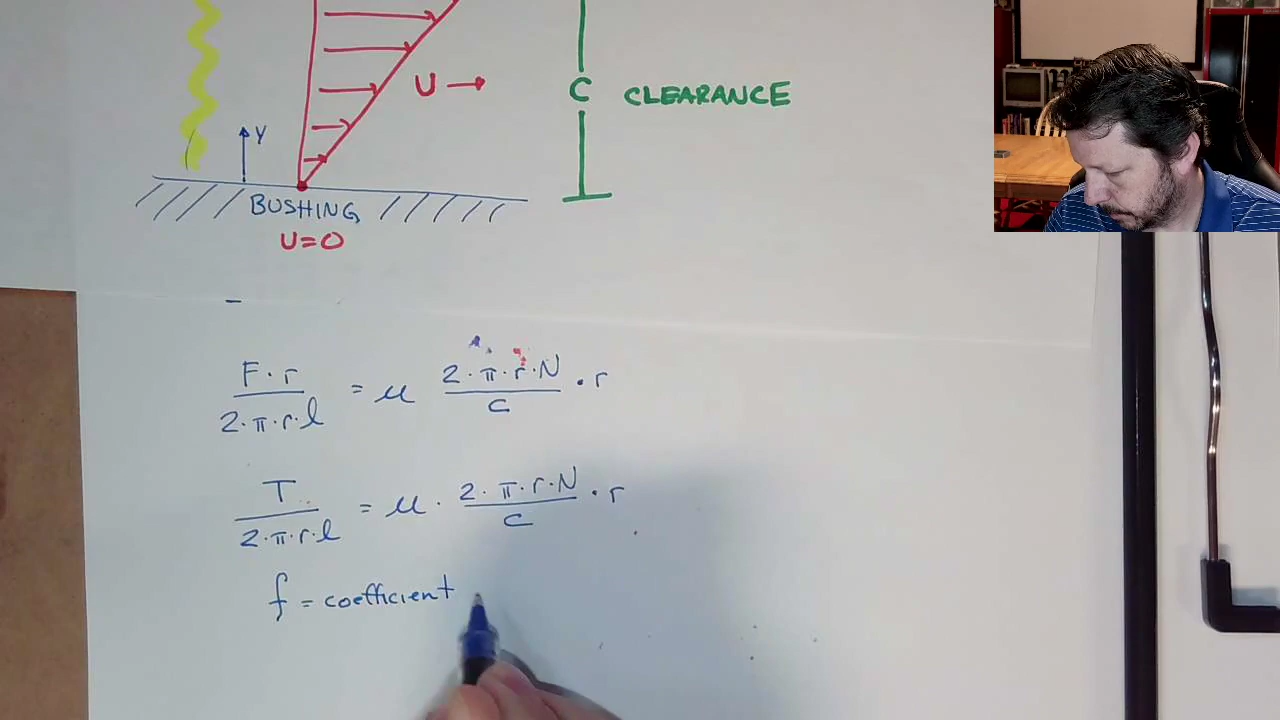 U →
C CLEARANCE
Y
BUSHING
U=0
F·r / 2·π·r·l = μ 2·π·r·N / c · r
T / 2·π·r·l = μ · 2·π·r·N / c · r
f = coefficient